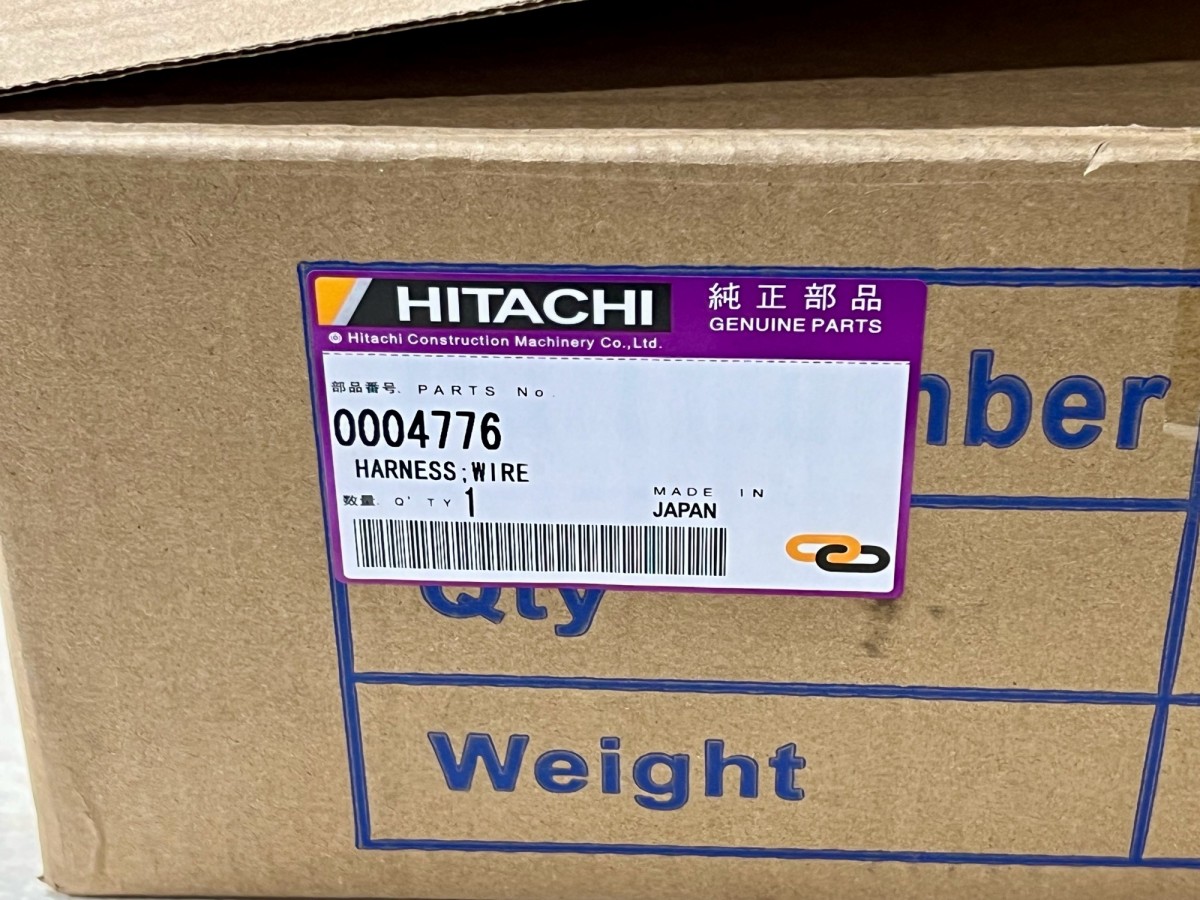 HITACHI
純正部品
GENUINE PARTS
© Hitachi Construction Machinery Co.,Ltd.
部品番号. PARTS No.
0004776
HARNESS;WIRE
数量. Q'TY 1
MADE IN
JAPAN
Qty
Weight